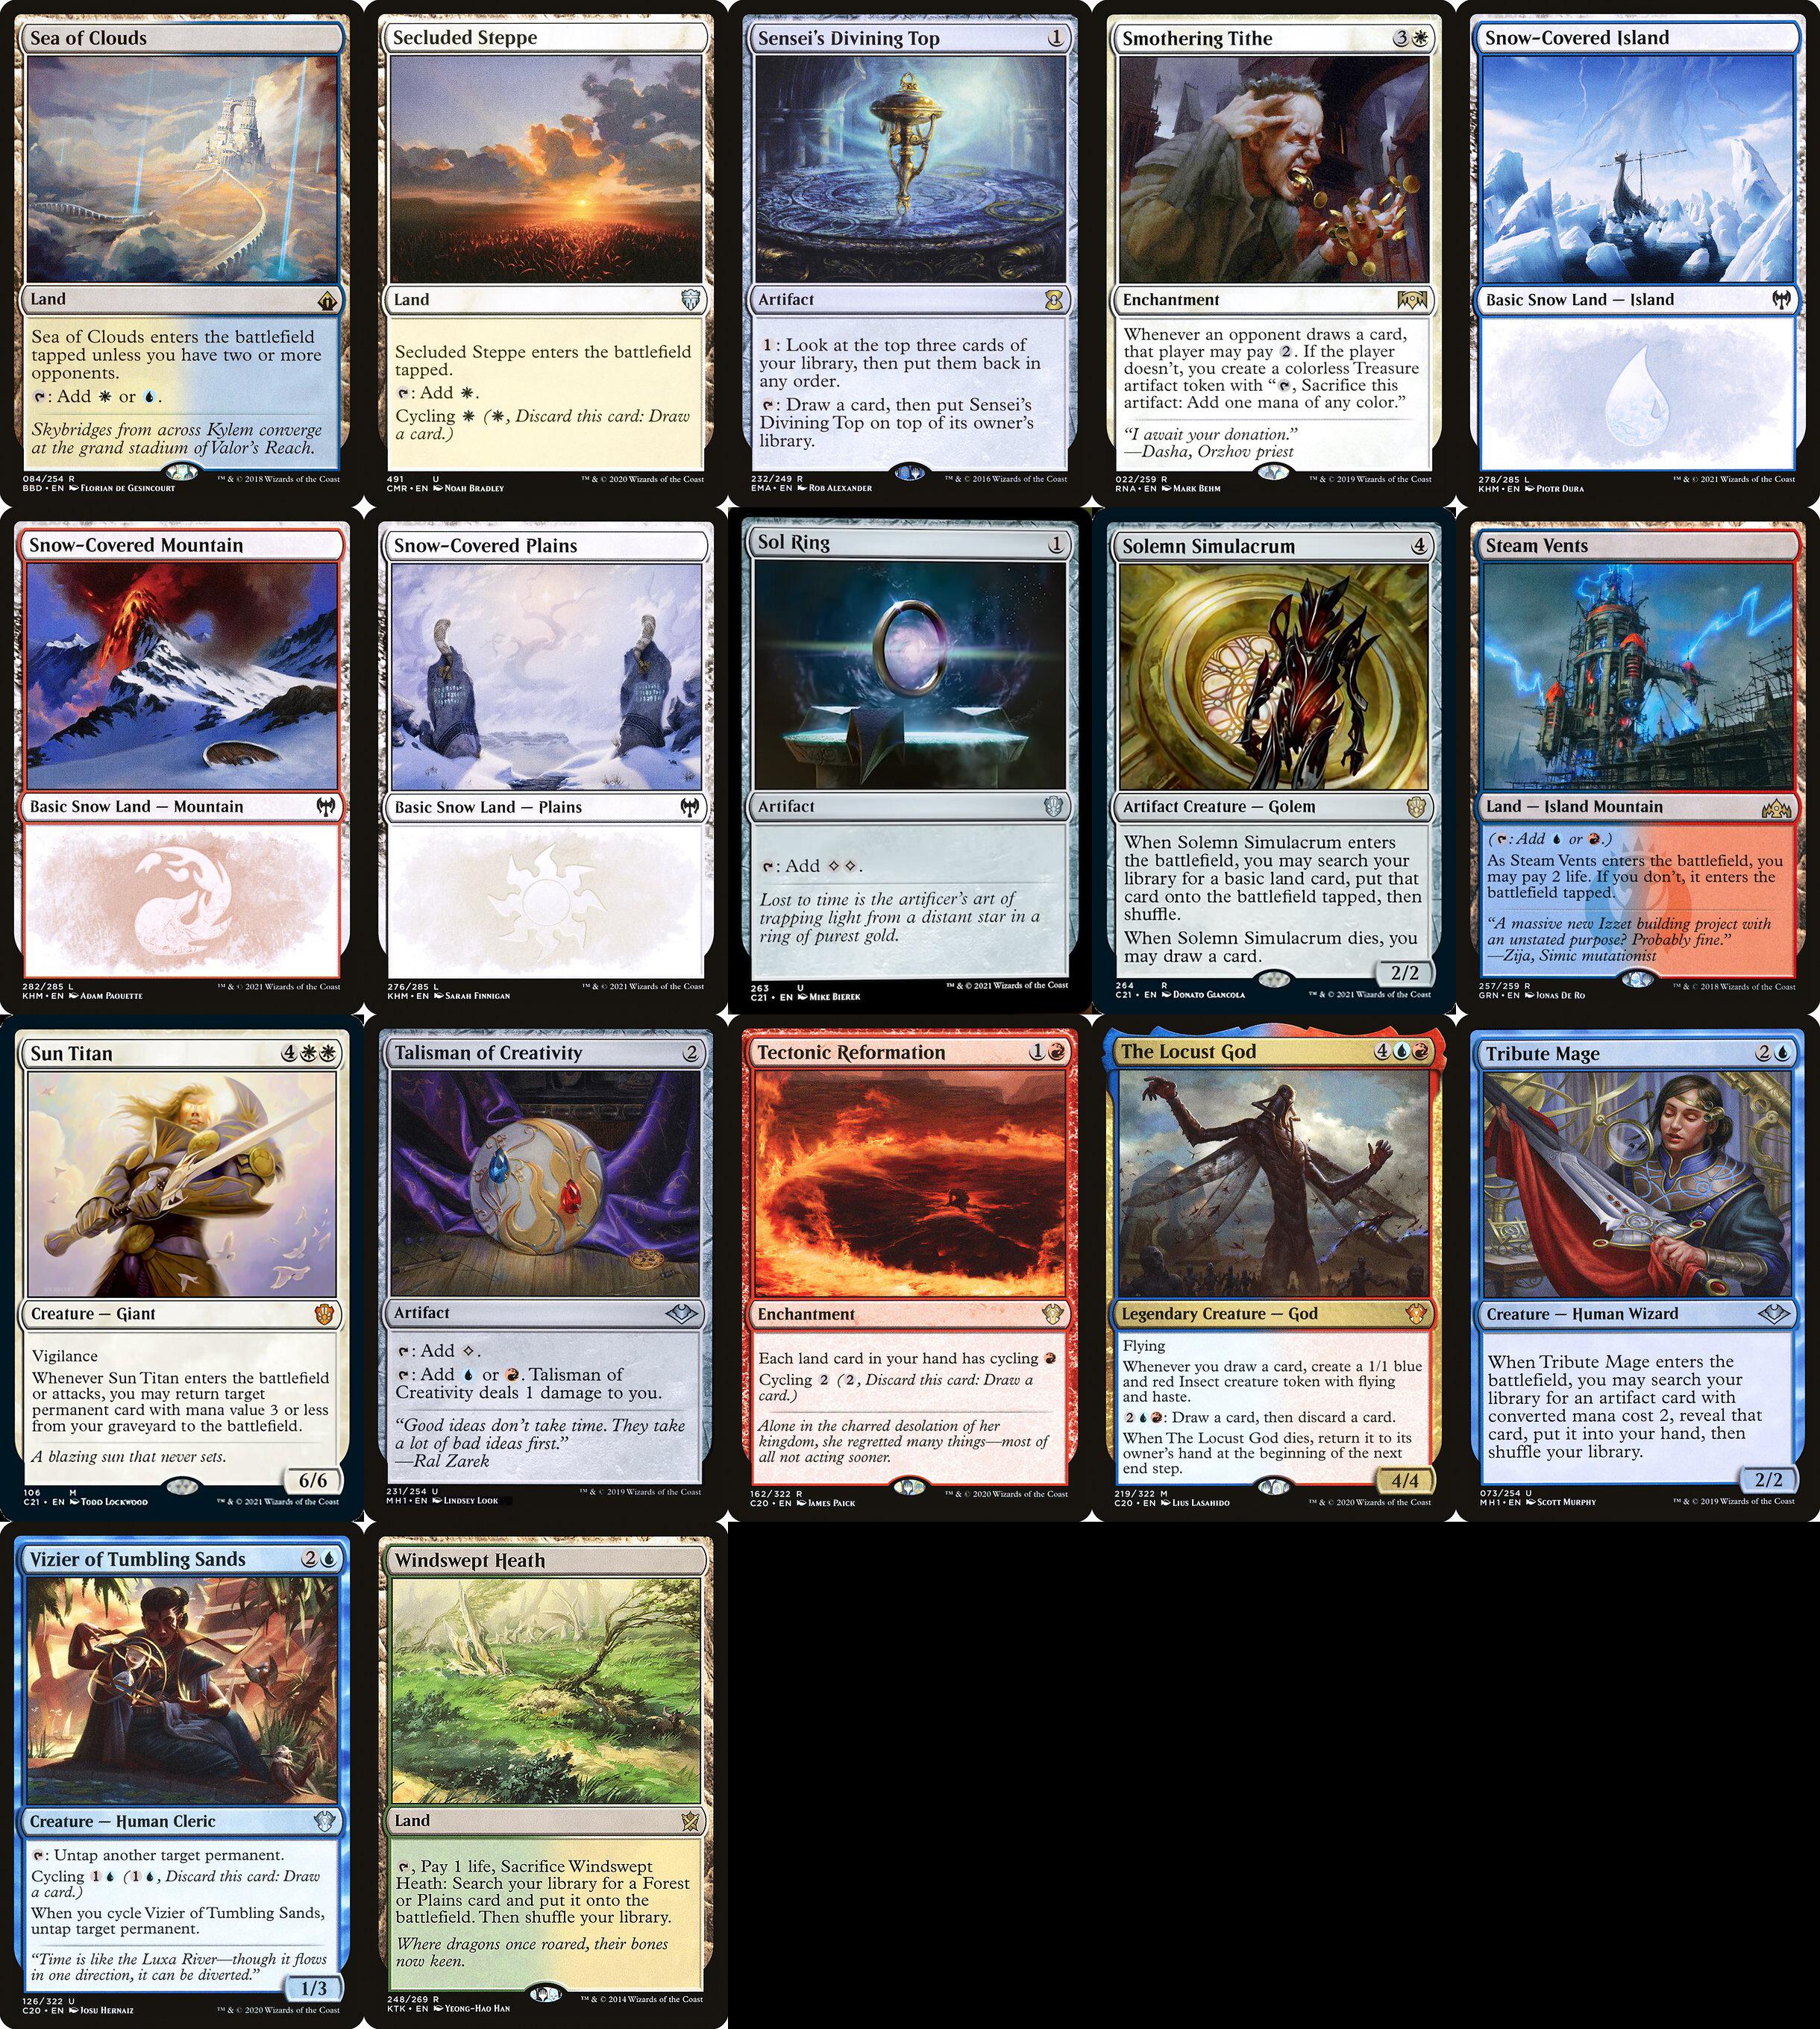 Sea of Clouds
Land
Sea of Clouds enters the battlefield
tapped unless you have two or more
opponents.
: Add or .
Skybridges from across Kylem converge
at the grand stadium of Valor's Reach.
084/254 R
BBD • EN Florian de Gesincourt
™ & © 2018 Wizards of the Coast
Secluded Steppe
Land
Secluded Steppe enters the battlefield
tapped.
: Add .
Cycling (, Discard this card: Draw
a card.)
491 U
CMR • EN Noah Bradley
™ & © 2020 Wizards of the Coast
Sensei's Divining Top 1
Artifact
1: Look at the top three cards of
your library, then put them back in
any order.
: Draw a card, then put Sensei's
Divining Top on top of its owner's
library.
232/249 R
EMA • EN Rob Alexander
™ & © 2016 Wizards of the Coast
Smothering Tithe 3
Enchantment
Whenever an opponent draws a card,
that player may pay 2. If the player
doesn't, you create a colorless Treasure
artifact token with “, Sacrifice this
artifact: Add one mana of any color.”
“I await your donation.”
—Dasha, Orzhov priest
022/259 R
RNA • EN Mark Behm
™ & © 2019 Wizards of the Coast
Snow-Covered Island
Basic Snow Land — Island
278/285 L
KHM • EN Piotr Dura
™ & © 2021 Wizards of the Coast
Snow-Covered Mountain
Basic Snow Land — Mountain
282/285 L
KHM • EN Adam Paquette
™ & © 2021 Wizards of the Coast
Snow-Covered Plains
Basic Snow Land — Plains
276/285 L
KHM • EN Sarah Finnigan
™ & © 2021 Wizards of the Coast
Sol Ring 1
Artifact
: Add .
Lost to time is the artificer's art of
trapping light from a distant star in a
ring of purest gold.
263 U
C21 • EN Mike Bierek
™ & © 2021 Wizards of the Coast
Solemn Simulacrum 4
Artifact Creature — Golem
When Solemn Simulacrum enters
the battlefield, you may search your
library for a basic land card, put that
card onto the battlefield tapped, then
shuffle.
When Solemn Simulacrum dies, you
may draw a card.
2/2
264 R
C21 • EN Donato Giancola
™ & © 2021 Wizards of the Coast
Steam Vents
Land — Island Mountain
(: Add or .)
As Steam Vents enters the battlefield, you
may pay 2 life. If you don't, it enters the
battlefield tapped.
“A massive new Izzet building project with
an unstated purpose? Probably fine.”
—Zija, Simic mutationist
257/259 R
GRN • EN Jonas De Ro
™ & © 2018 Wizards of the Coast
Sun Titan 4
Creature — Giant
Vigilance
Whenever Sun Titan enters the battlefield
or attacks, you may return target
permanent card with mana value 3 or less
from your graveyard to the battlefield.
A blazing sun that never sets.
6/6
106 M
C21 • EN Todd Lockwood
™ & © 2021 Wizards of the Coast
Talisman of Creativity 2
Artifact
: Add .
: Add or . Talisman of
Creativity deals 1 damage to you.
“Good ideas don't take time. They take
a lot of bad ideas first.”
—Ral Zarek
231/254 U
MH1 • EN Lindsey Look
™ & © 2019 Wizards of the Coast
Tectonic Reformation 1
Enchantment
Each land card in your hand has cycling
Cycling 2 (2, Discard this card: Draw a
card.)
Alone in the charred desolation of her
kingdom, she regretted many things—most of
all not acting sooner.
162/322 R
C20 • EN James Paick
™ & © 2020 Wizards of the Coast
The Locust God 4
Legendary Creature — God
Flying
Whenever you draw a card, create a 1/1 blue
and red Insect creature token with flying
and haste.
2: Draw a card, then discard a card.
When The Locust God dies, return it to its
owner's hand at the beginning of the next
end step.
4/4
219/322 M
C20 • EN Lius Lasahido
™ & © 2020 Wizards of the Coast
Tribute Mage 2
Creature — Human Wizard
When Tribute Mage enters the
battlefield, you may search your
library for an artifact card with
converted mana cost 2, reveal that
card, put it into your hand, then
shuffle your library.
2/2
073/254 U
MH1 • EN Scott Murphy
™ & © 2019 Wizards of the Coast
Vizier of Tumbling Sands 2
Creature — Human Cleric
: Untap another target permanent.
Cycling 1 (1, Discard this card: Draw
a card.)
When you cycle Vizier of Tumbling Sands,
untap target permanent.
“Time is like the Luxa River—though it flows
in one direction, it can be diverted.”
1/3
126/322 U
C20 • EN Josu Hernaiz
™ & © 2020 Wizards of the Coast
Windswept Heath
Land
, Pay 1 life, Sacrifice Windswept
Heath: Search your library for a Forest
or Plains card and put it onto the
battlefield. Then shuffle your library.
Where dragons once roared, their bones
now keen.
248/269 R
KTK • EN Yeong-Hao Han
™ & © 2014 Wizards of the Coast